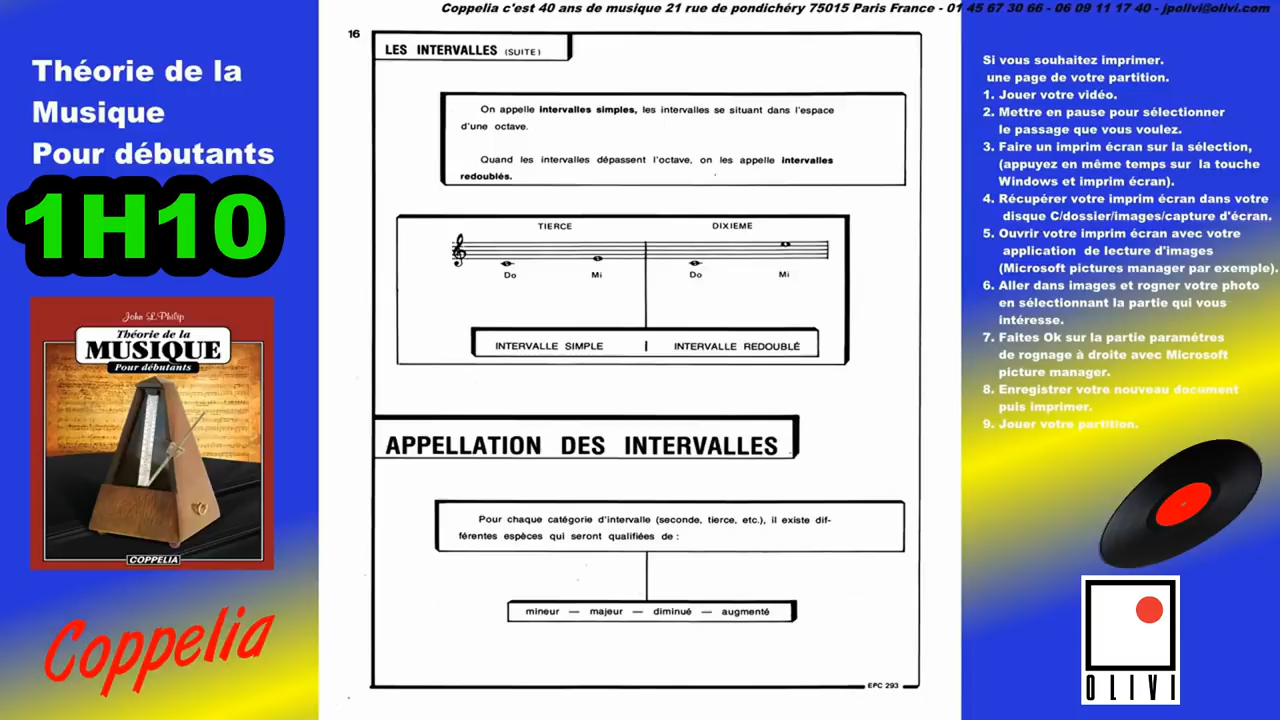 Coppelia c'est 40 ans de musique 21 rue de pondichéry 75015 Paris France - 01 45 67 30 66 - 06 09 11 17 40 - jpolivi@olivi.com
Théorie de la
Musique
Pour débutants
1H10
John L. Philip
Théorie de la
MUSIQUE
Pour débutants
COPPELIA
Coppelia
16
LES INTERVALLES (SUITE)
On appelle intervalles simples, les intervalles se situant dans l'espace
d'une octave.
Quand les intervalles dépassent l'octave, on les appelle intervalles
redoublés.
TIERCE DIXIEME
Do Mi Do Mi
INTERVALLE SIMPLE | INTERVALLE REDOUBLÉ
APPELLATION DES INTERVALLES
Pour chaque catégorie d'intervalle (seconde, tierce, etc.), il existe dif-
férentes espèces qui seront qualifiées de :
mineur — majeur — diminué — augmenté
EPC 293
Si vous souhaitez imprimer.
une page de votre partition.
1. Jouer votre vidéo.
2. Mettre en pause pour sélectionner
le passage que vous voulez.
3. Faire un imprim écran sur la sélection,
(appuyez en même temps sur la touche
Windows et imprim écran).
4. Récupérer votre imprim écran dans votre
disque C/dossier/images/capture d'écran.
5. Ouvrir votre imprim écran avec votre
application de lecture d'images
(Microsoft pictures manager par exemple).
6. Aller dans images et rogner votre photo
en sélectionnant la partie qui vous
intéresse.
7. Faites Ok sur la partie paramétres
de rognage à droite avec Microsoft
picture manager.
8. Enregistrer votre nouveau document
puis imprimer.
9. Jouer votre partition.
OLIVI